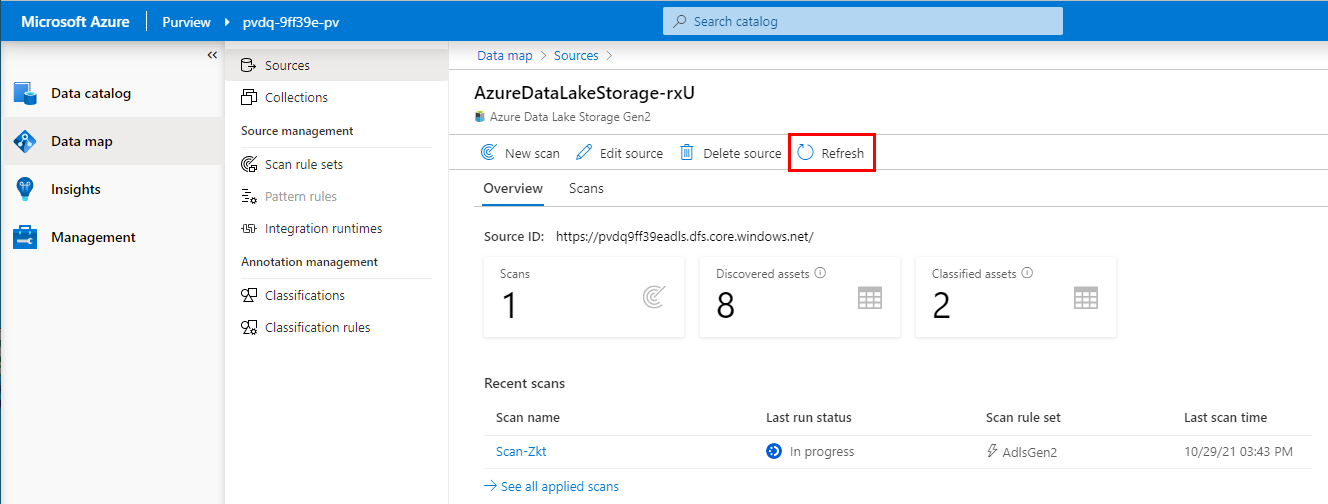 Microsoft Azure Purview pvdq-9ff39e-pv Search catalog
Data catalog
Data map
Insights
Management
Sources
Collections
Source management
Scan rule sets
Pattern rules
Integration runtimes
Annotation management
Classifications
Classification rules
Data map Sources
AzureDataLakeStorage-rxU
Azure Data Lake Storage Gen2
New scan Edit source Delete source Refresh
Overview Scans
Source ID: https://pvdq9ff39eadls.dfs.core.windows.net/
Scans Discovered assets Classified assets
1 8 2
Recent scans
Scan name Last run status Scan rule set Last scan time
Scan-Zkt In progress AdlsGen2 10/29/21 03:43 PM
See all applied scans